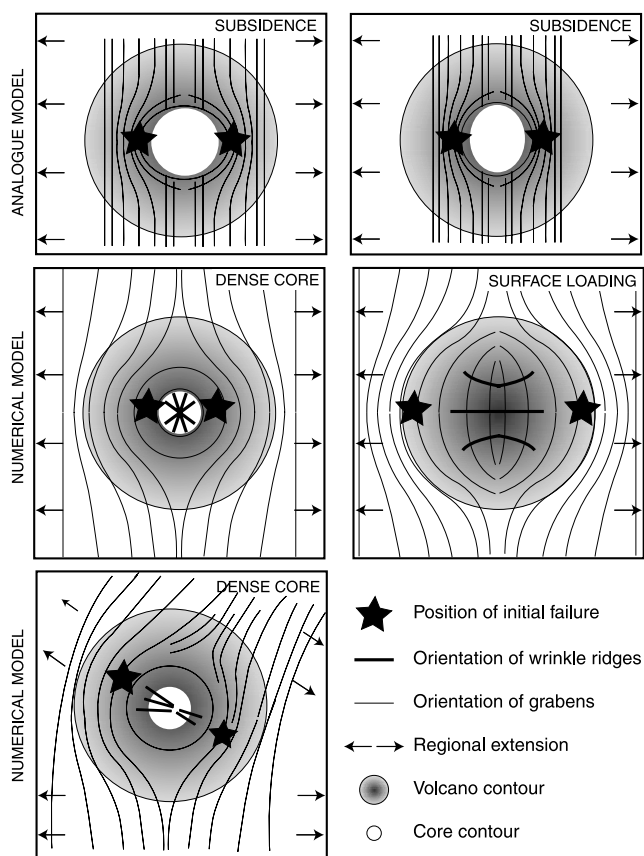 SUBSIDENCE
SUBSIDENCE
ANALOGUE MODEL
DENSE CORE
SURFACE LOADING
NUMERICAL MODEL
DENSE CORE
NUMERICAL MODEL
Position of initial failure
Orientation of wrinkle ridges
Orientation of grabens
Regional extension
Volcano contour
Core contour